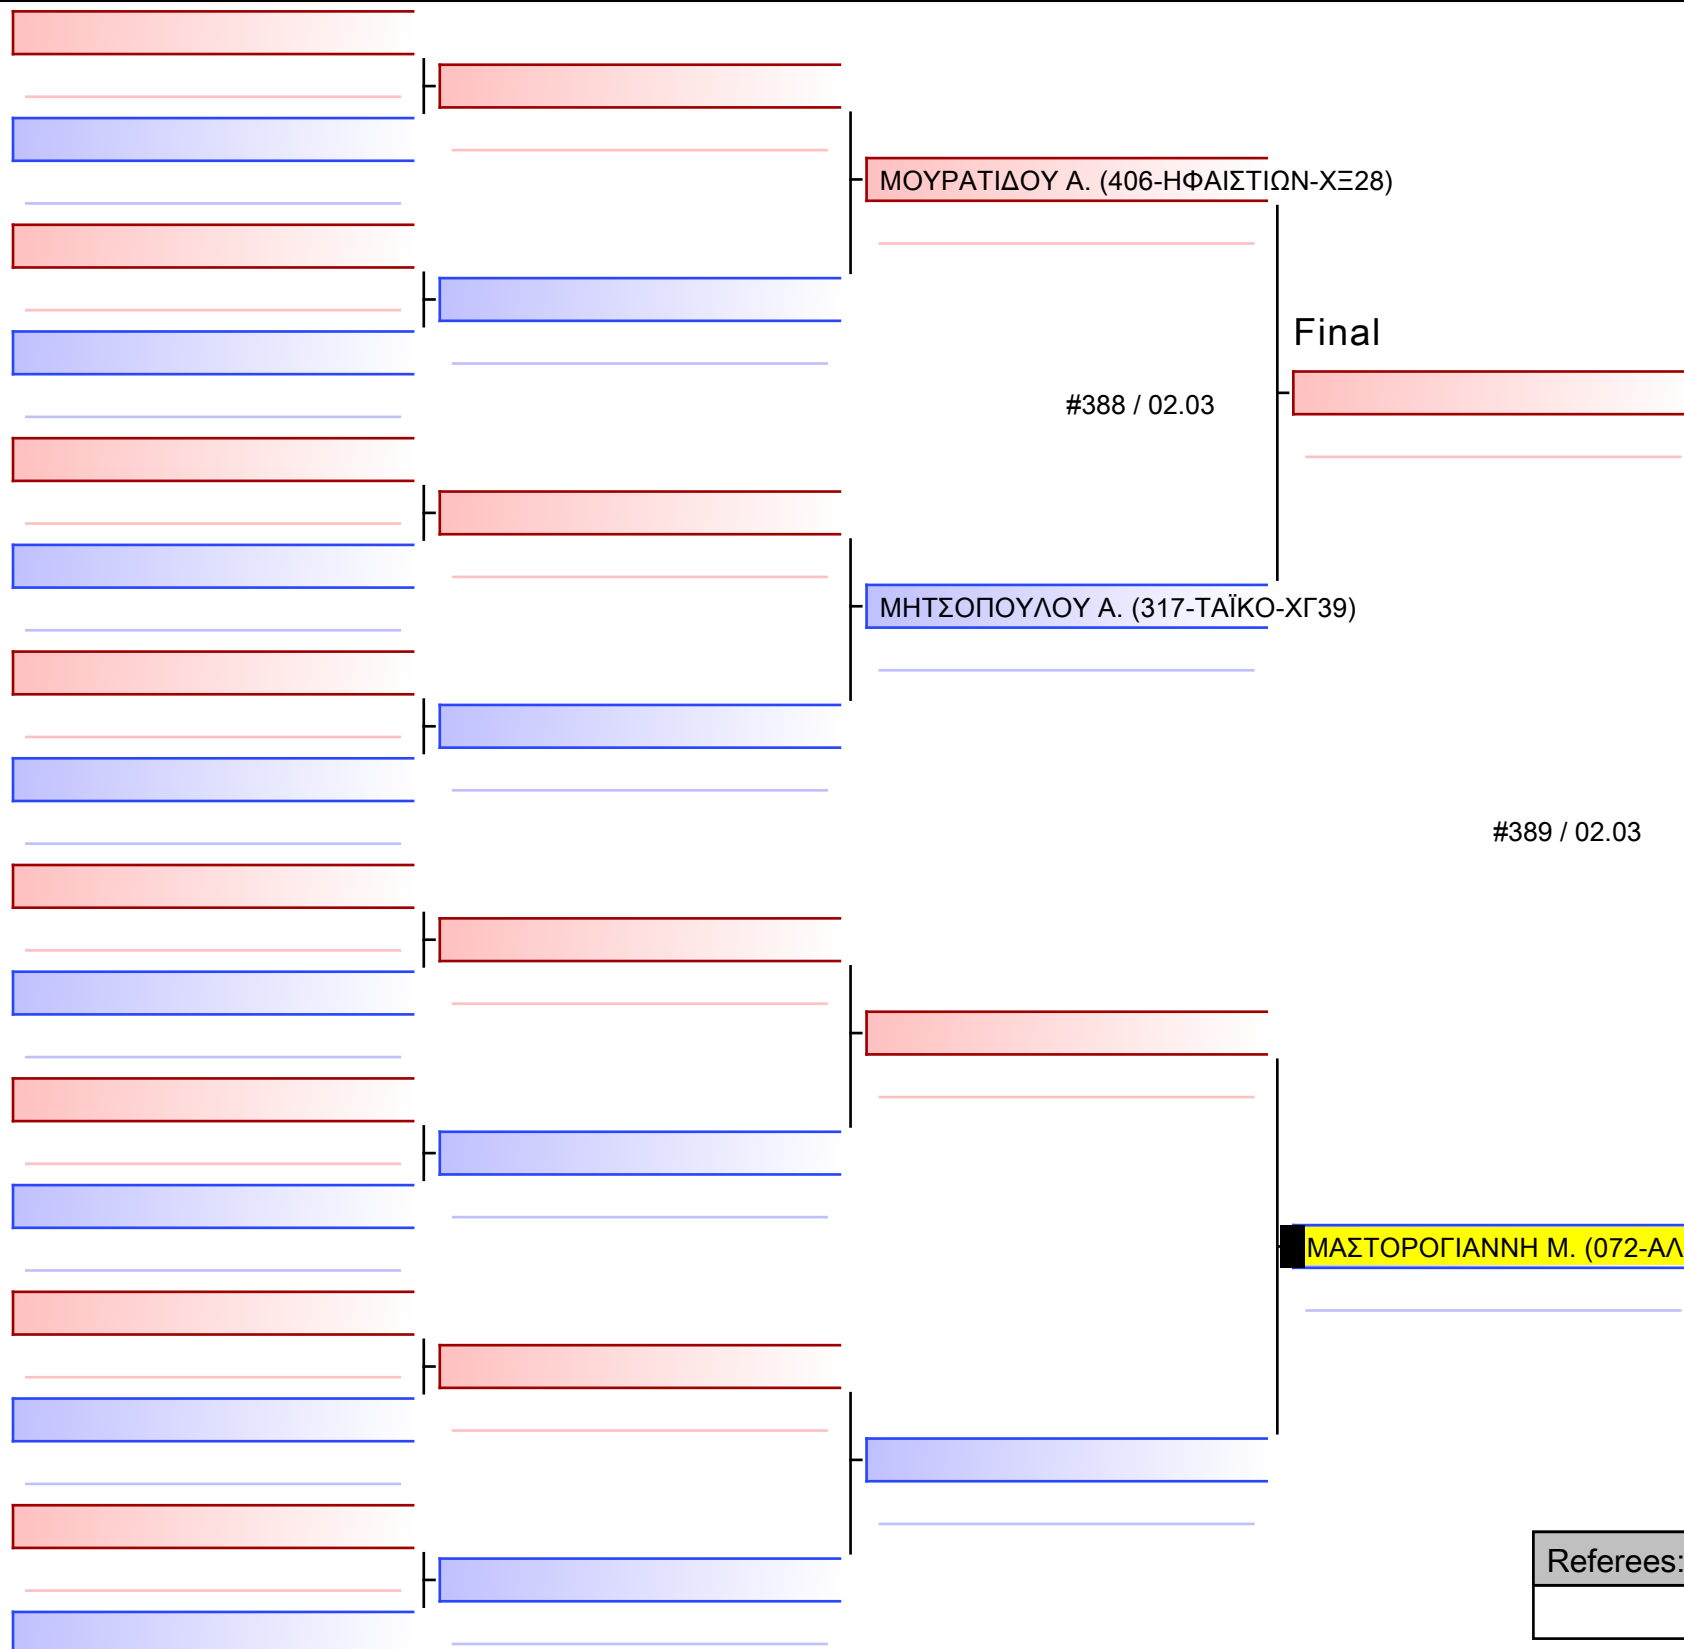 ΜΟΥΡΑΤΙΔΟΥ Α. (406-ΗΦΑΙΣΤΙΩΝ-ΧΞ28)
Final
#388 / 02.03
ΜΗΤΣΟΠΟΥΛΟΥ Α. (317-ΤΑΪΚΟ-ΧΓ39)
#389 / 02.03
ΜΑΣΤΟΡΟΓΙΑΝΝΗ Μ. (072-ΑΛ
Referees: